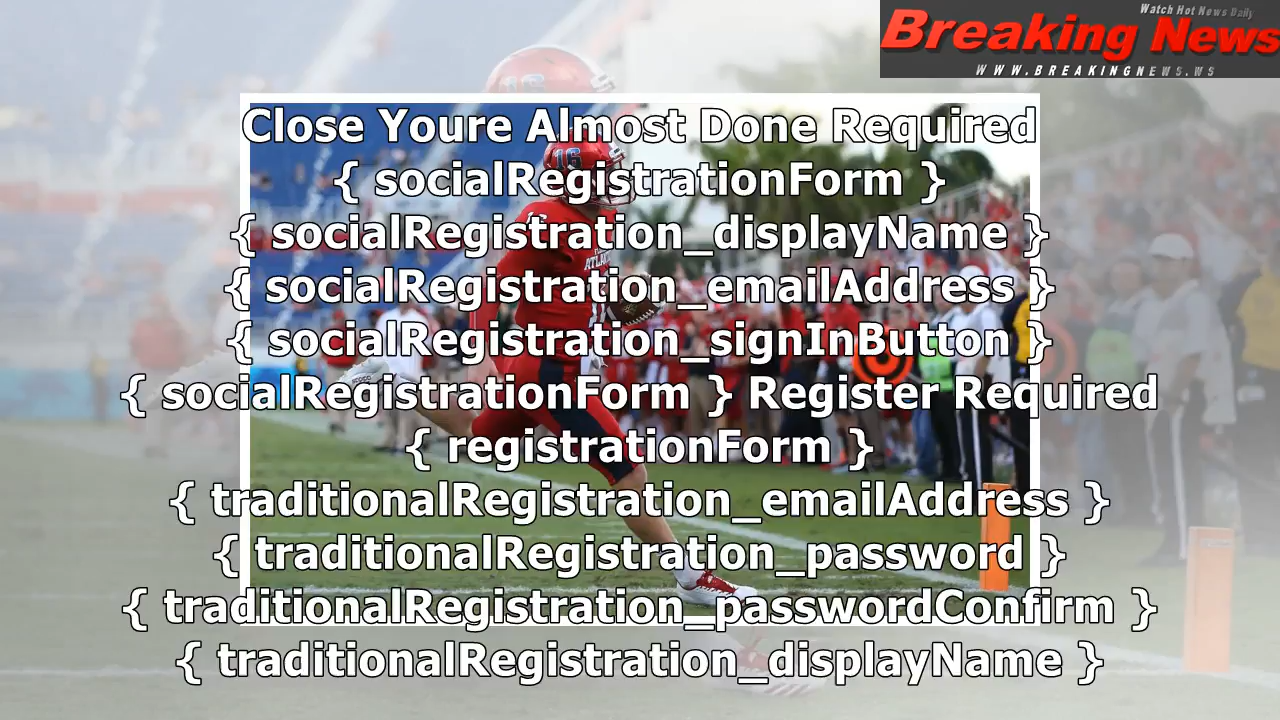 Watch Hot News Daily
Breaking News
WWW.BREAKINGNEWS.WS
16
Close Youre Almost Done Required
{ socialRegistrationForm }
{ socialRegistration_displayName }
{ socialRegistration_emailAddress }
{ socialRegistration_signInButton }
{ socialRegistrationForm } Register Required
{ registrationForm }
{ traditionalRegistration_emailAddress }
{ traditionalRegistration_password }
{ traditionalRegistration_passwordConfirm }
{ traditionalRegistration_displayName }